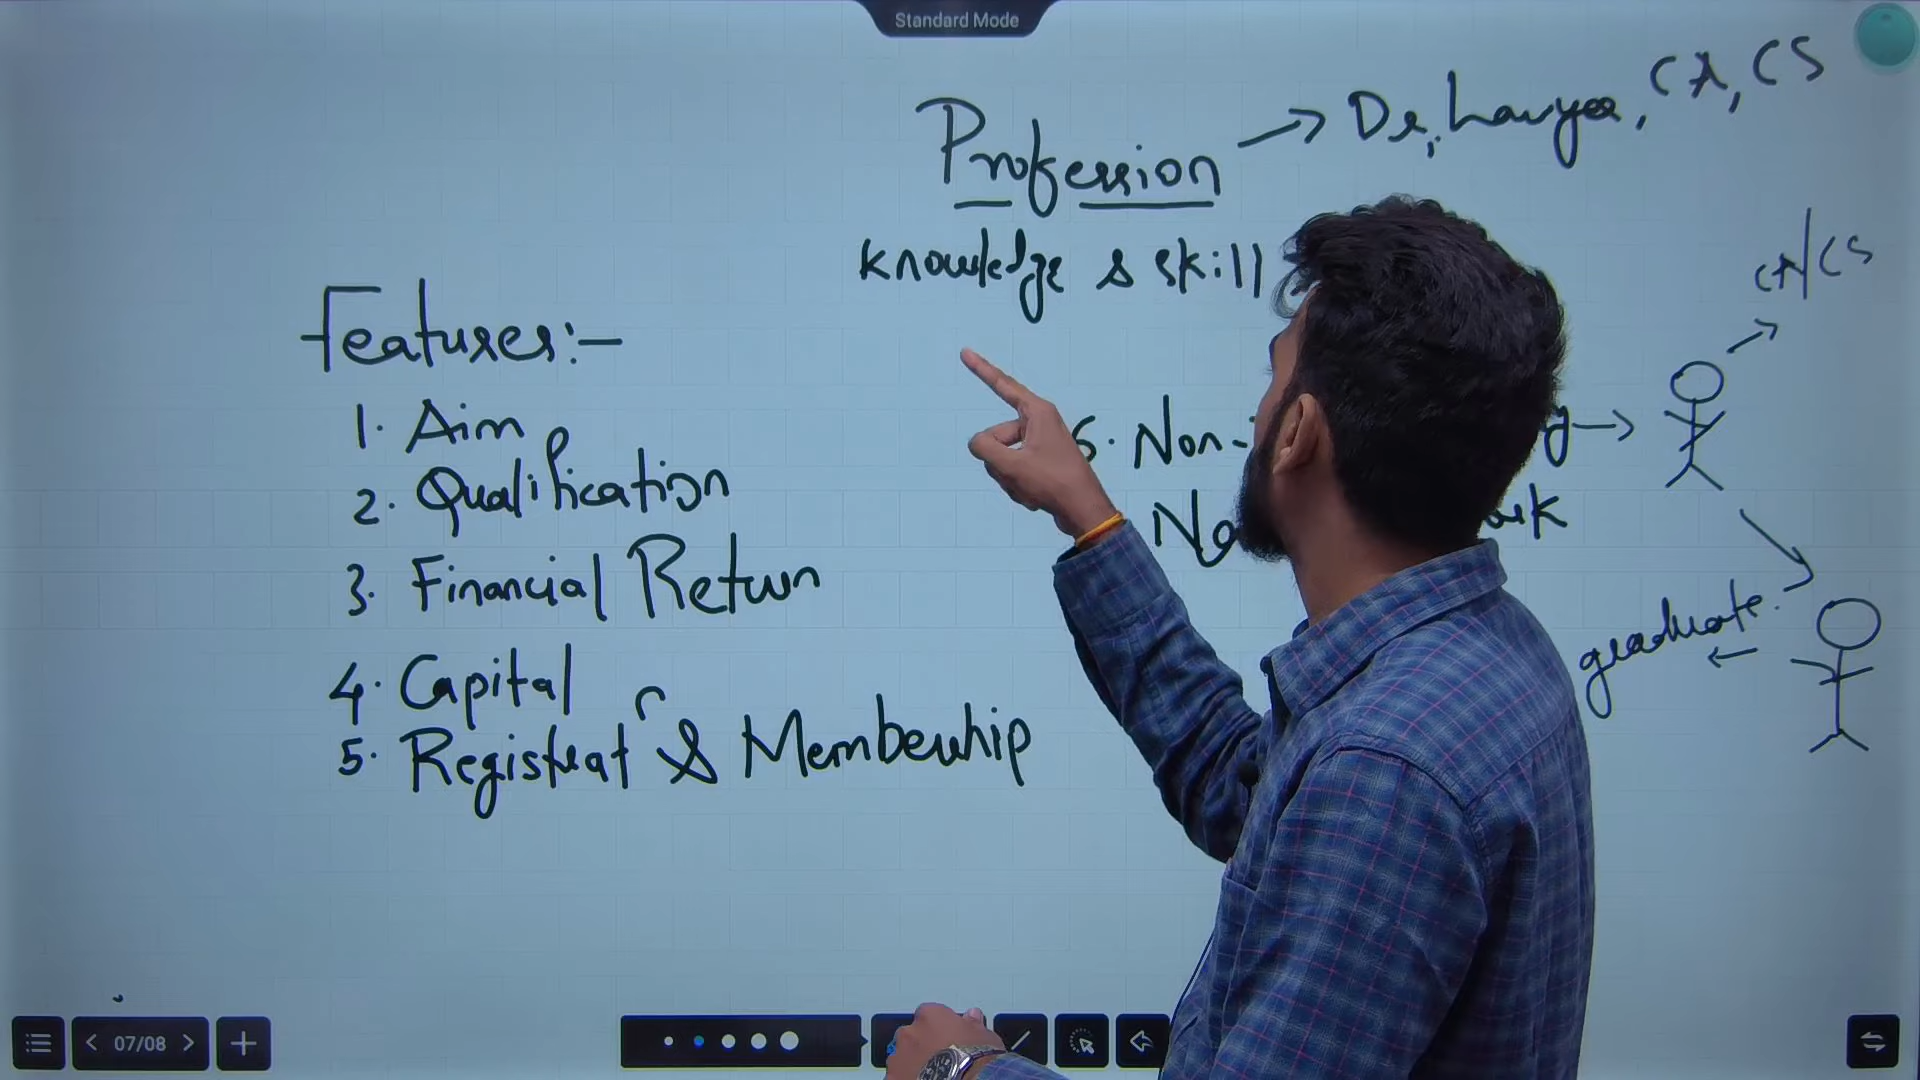 Standard Mode
Profession → Dr, Lawyer, CA, CS
Knowledge & Skill
CA/CS
Features:-
1. Aim
2. Qualification
3. Financial Return
4. Capital
5. Registratn & Membership
6. Non-
graduate.
07/08